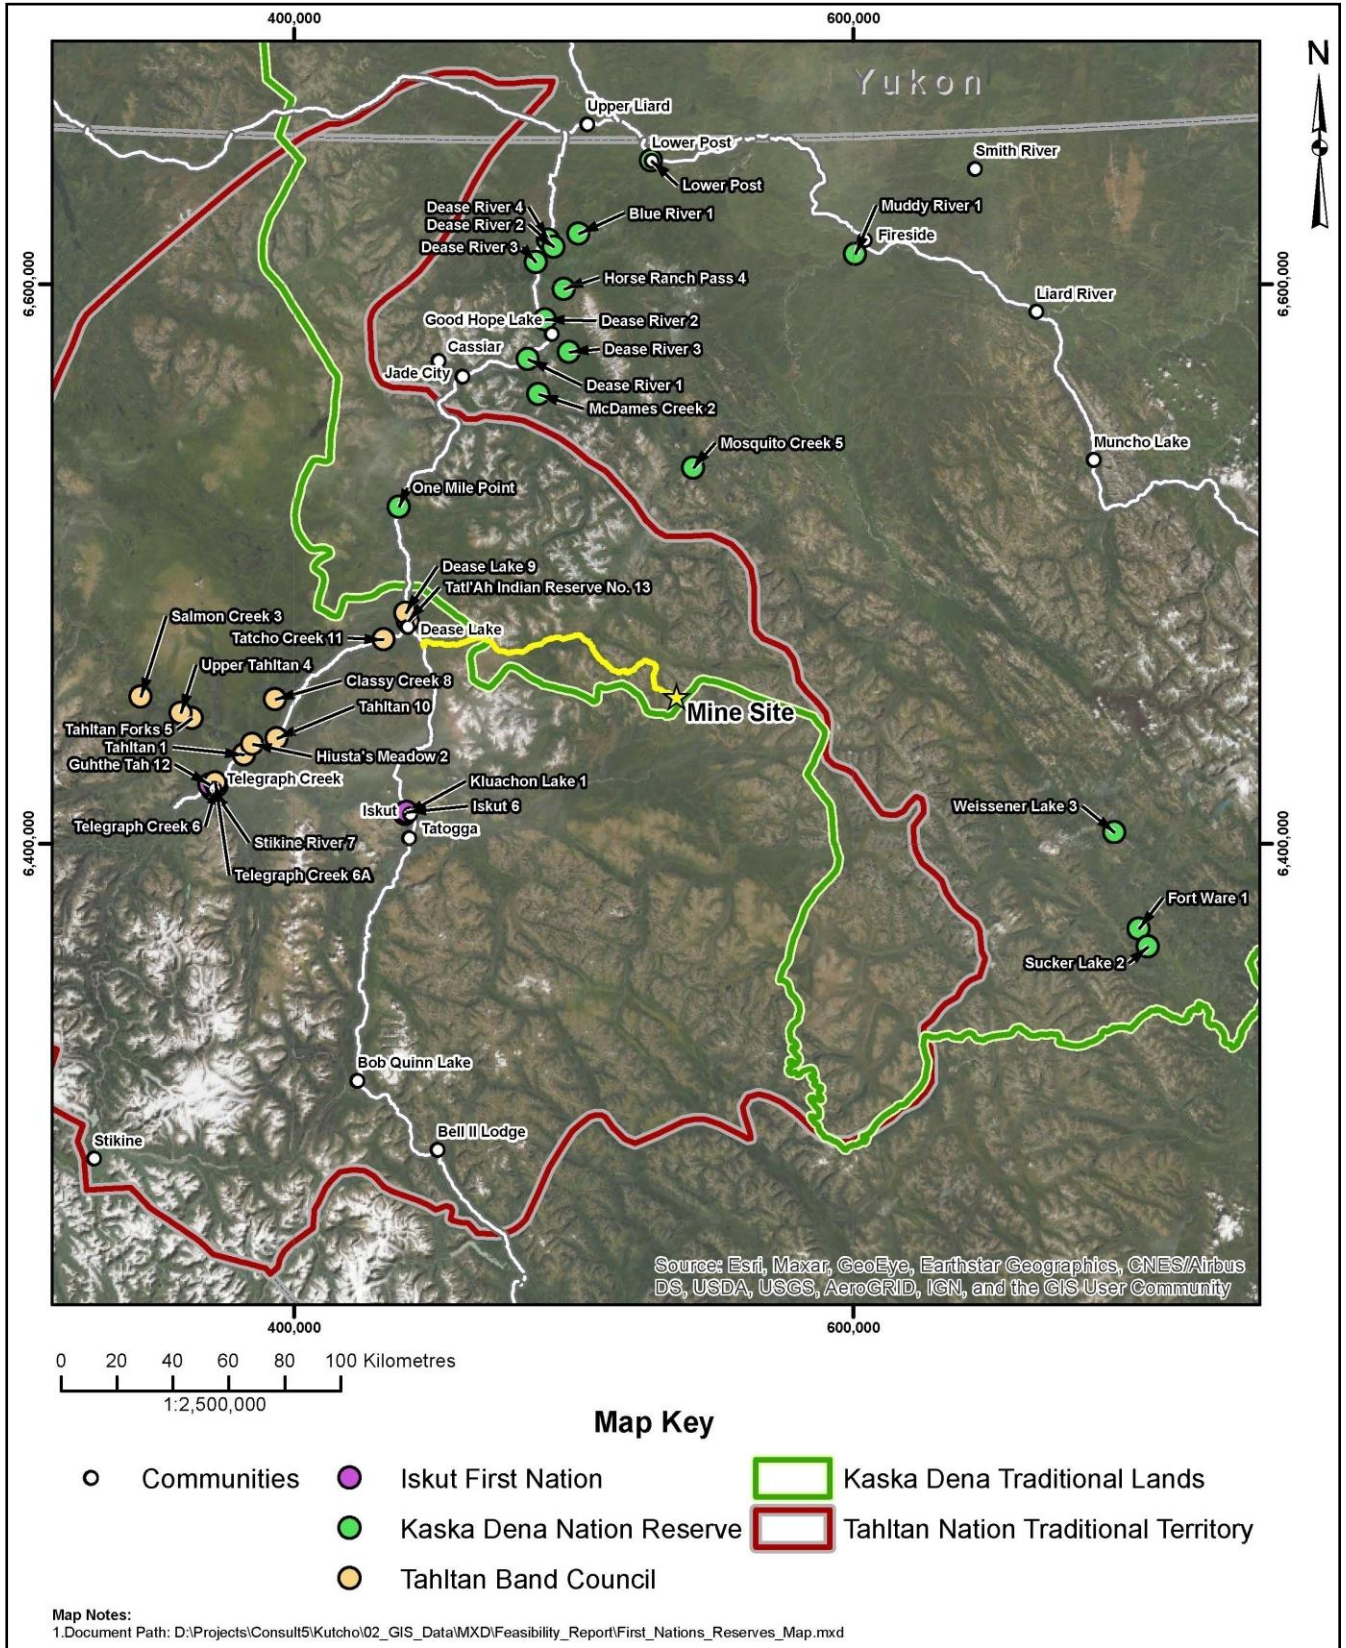 400,000
600,000
N
Yukon
Upper Liard
Lower Post
Lower Post
Smith River
Dease River 4
Dease River 2
Dease River 3
Blue River 1
Muddy River 1
Fireside
6,600,000
6,600,000
Horse Ranch Pass 4
Liard River
Good Hope Lake
Dease River 2
Cassiar
Dease River 3
Jade City
Dease River 1
McDames Creek 2
Mosquito Creek 5
Muncho Lake
One Mile Point
Dease Lake 9
Tatl'Ah Indian Reserve No. 13
Salmon Creek 3
Tatcho Creek 11
Dease Lake
Upper Tahltan 4
Classy Creek 8
Tahltan 10
Mine Site
Tahltan Forks 5
Tahltan 1
Hiusta's Meadow 2
Guhthe Tah 12
Telegraph Creek
Kluachon Lake 1
Iskut
Iskut 6
Weissener Lake 3
Telegraph Creek 6
Tatogga
Stikine River 7
6,400,000
6,400,000
Telegraph Creek 6A
Fort Ware 1
Sucker Lake 2
Bob Quinn Lake
Stikine
Bell II Lodge
Source: Esri, Maxar, GeoEye, Earthstar Geographics, CNES/Airbus
DS, USDA, USGS, AeroGRID, IGN, and the GIS User Community
400,000
600,000
0 20 40 60 80 100 Kilometres
1:2,500,000
Map Key
Communities
Iskut First Nation
Kaska Dena Traditional Lands
Kaska Dena Nation Reserve
Tahltan Nation Traditional Territory
Tahltan Band Council
Map Notes:
1.Document Path: D:\Projects\Consult5\Kutcho\02_GIS_Data\MXD\Feasibility_Report\First_Nations_Reserves_Map.mxd